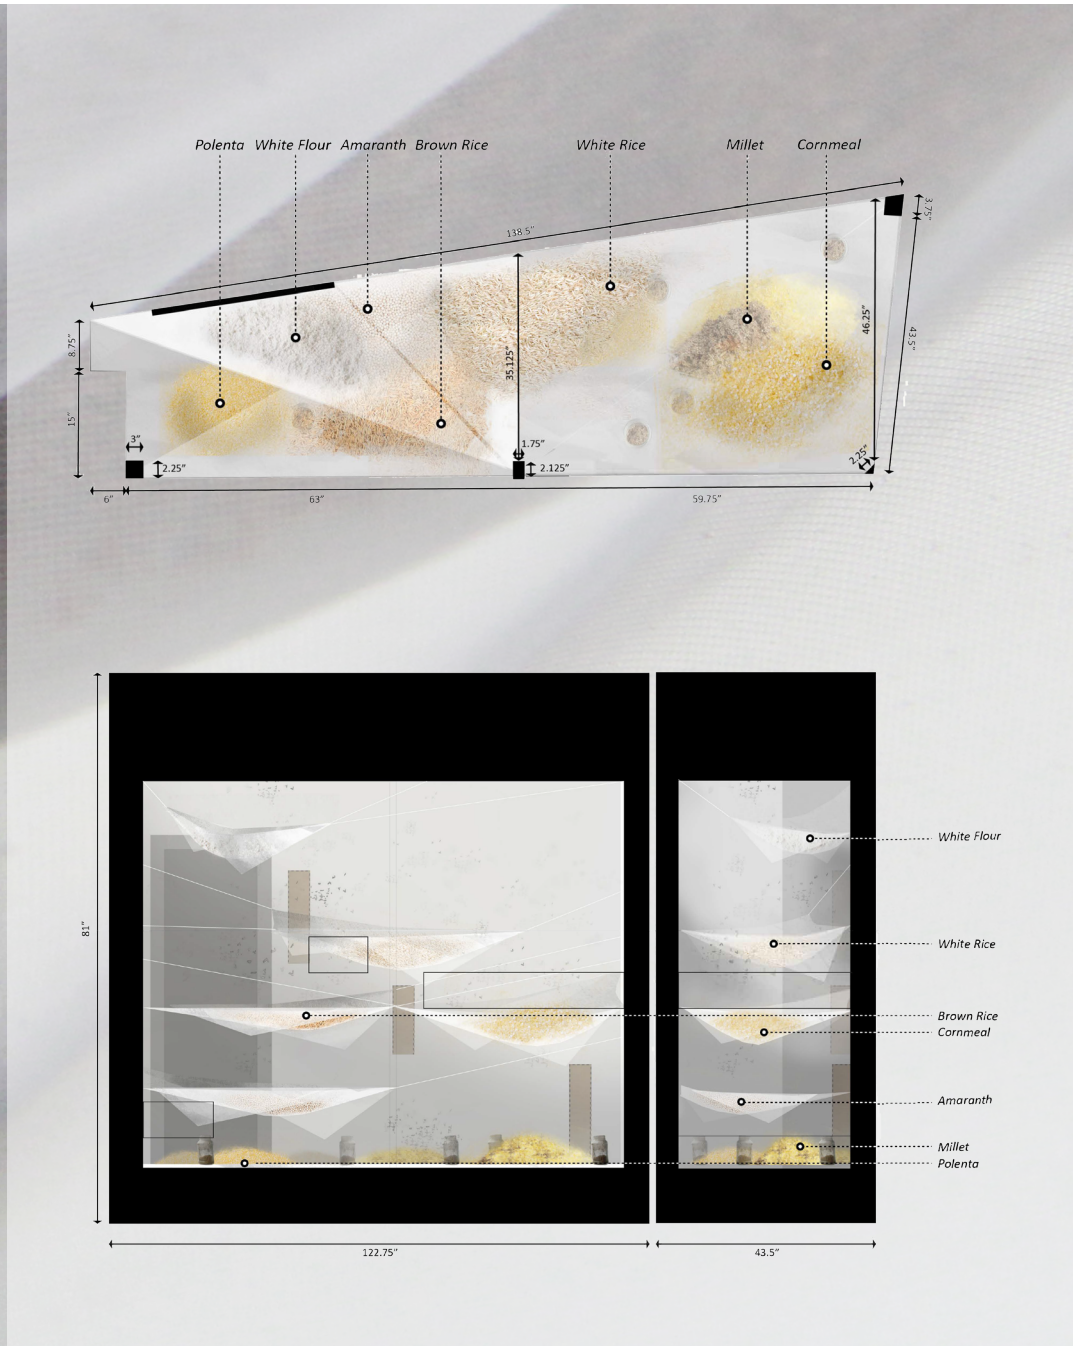 Polenta White Flour Amaranth Brown Rice White Rice Millet Cornmeal
138.5"
3.75"
8.75"
35.125"
46.25"
43.5"
15"
3"
2.25"
1.75"
2.125"
2.25"
6"
63"
59.75"
81"
White Flour
White Rice
Brown Rice
Cornmeal
Amaranth
Millet
Polenta
122.75"
43.5"